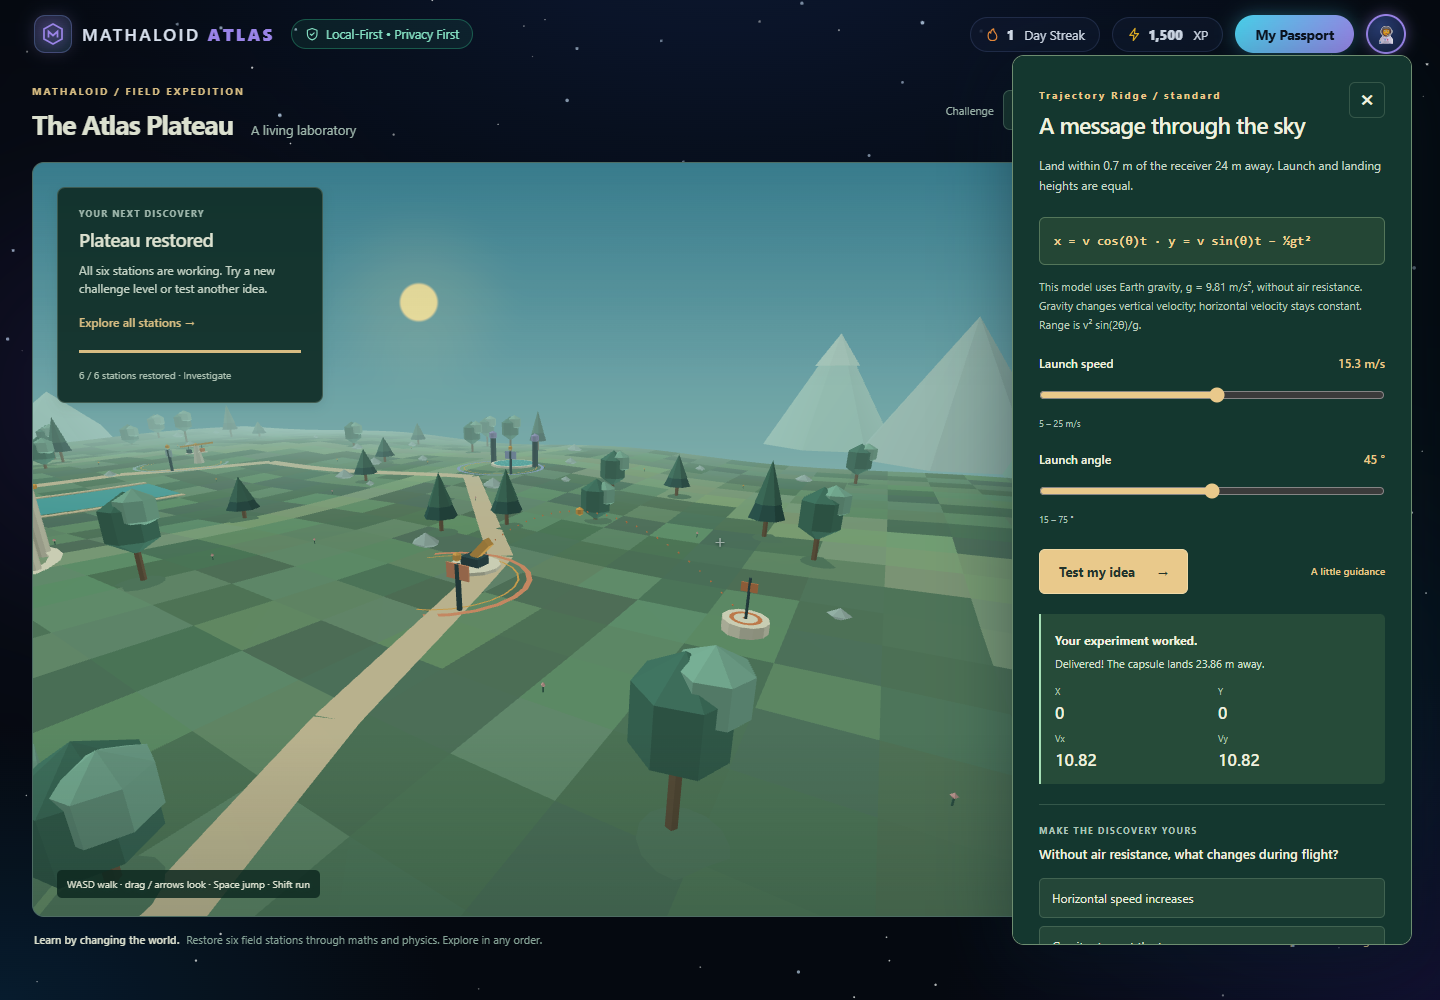 MATHALOID ATLAS
Local-First • Privacy First
1 Day Streak
1,500 XP
My Passport
MATHALOID / FIELD EXPEDITION
The Atlas Plateau A living laboratory
Challenge
YOUR NEXT DISCOVERY
Plateau restored
All six stations are working. Try a new
challenge level or test another idea.
Explore all stations →
6 / 6 stations restored · Investigate
WASD walk · drag / arrows look · Space jump · Shift run
Learn by changing the world. Restore six field stations through maths and physics. Explore in any order.
Trajectory Ridge / standard
✕
A message through the sky
Land within 0.7 m of the receiver 24 m away. Launch and landing
heights are equal.
x = v cos(θ)t · y = v sin(θ)t − ½gt²
This model uses Earth gravity, g = 9.81 m/s², without air resistance.
Gravity changes vertical velocity; horizontal velocity stays constant.
Range is v² sin(2θ)/g.
Launch speed 15.3 m/s
5 – 25 m/s
Launch angle 45 °
15 – 75 °
Test my idea →
A little guidance
Your experiment worked.
Delivered! The capsule lands 23.86 m away.
X Y
0 0
Vx Vy
10.82 10.82
MAKE THE DISCOVERY YOURS
Without air resistance, what changes during flight?
Horizontal speed increases